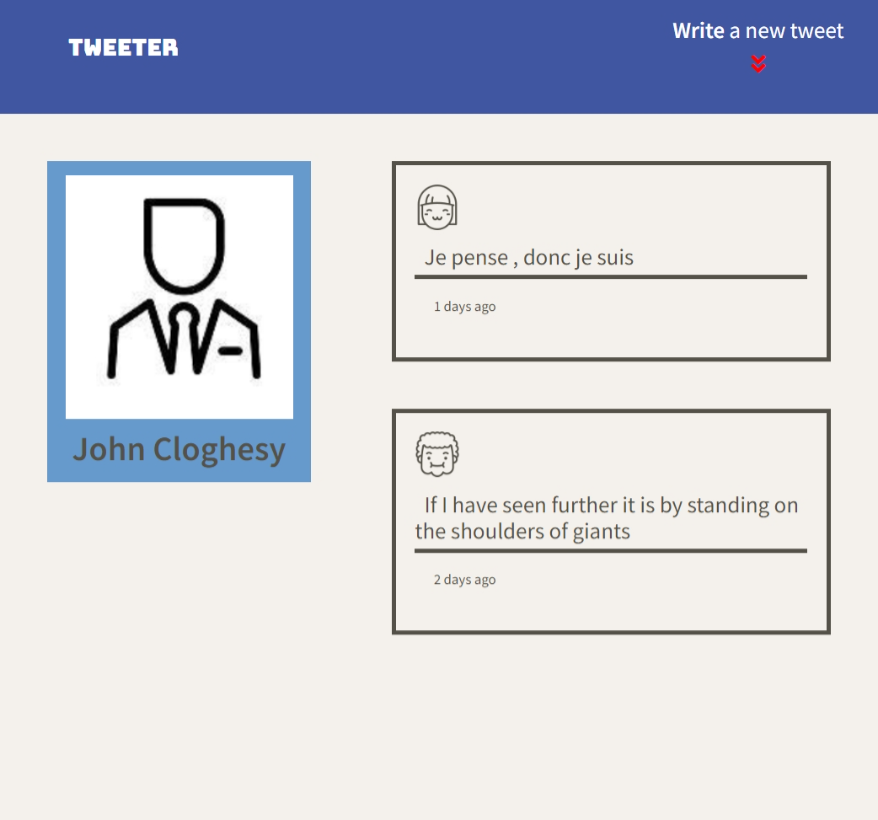 TWEETER
Write a new tweet
John Cloghesy
Je pense , donc je suis
1 days ago
If I have seen further it is by standing on
the shoulders of giants
2 days ago